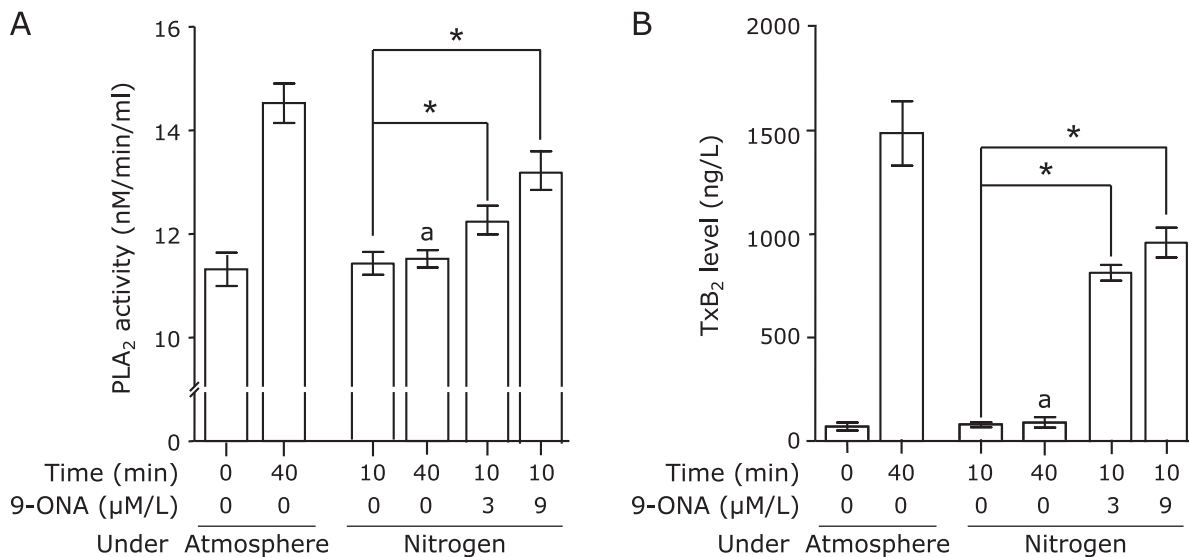 A
PLA₂ activity (nM/min/ml)
16
14
12
10
0
*
*
a
Time (min) 0 40 10 40 10 10
9-ONA (µM/L) 0 0 0 0 3 9
Under Atmosphere Nitrogen
B
TxB₂ level (ng/L)
2000
1500
1000
500
0
*
*
a
Time (min) 0 40 10 40 10 10
9-ONA (µM/L) 0 0 0 0 3 9
Under Atmosphere Nitrogen